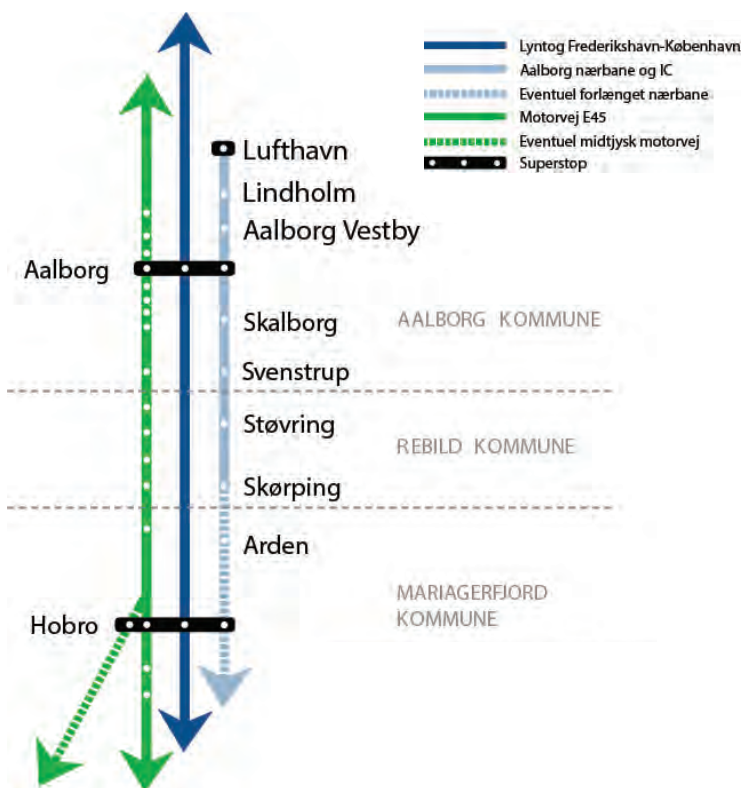 Lyntog Frederikshavn-København
Aalborg nærbane og IC
Eventuel forlænget nærbane
Motorvej E45
Eventuel midtjysk motorvej
Superstop
Lufthavn
Lindholm
Aalborg Vestby
Aalborg
Skalborg
AALBORG KOMMUNE
Svenstrup
Støvring
REBILD KOMMUNE
Skørping
Arden
MARIAGERFJORD
KOMMUNE
Hobro